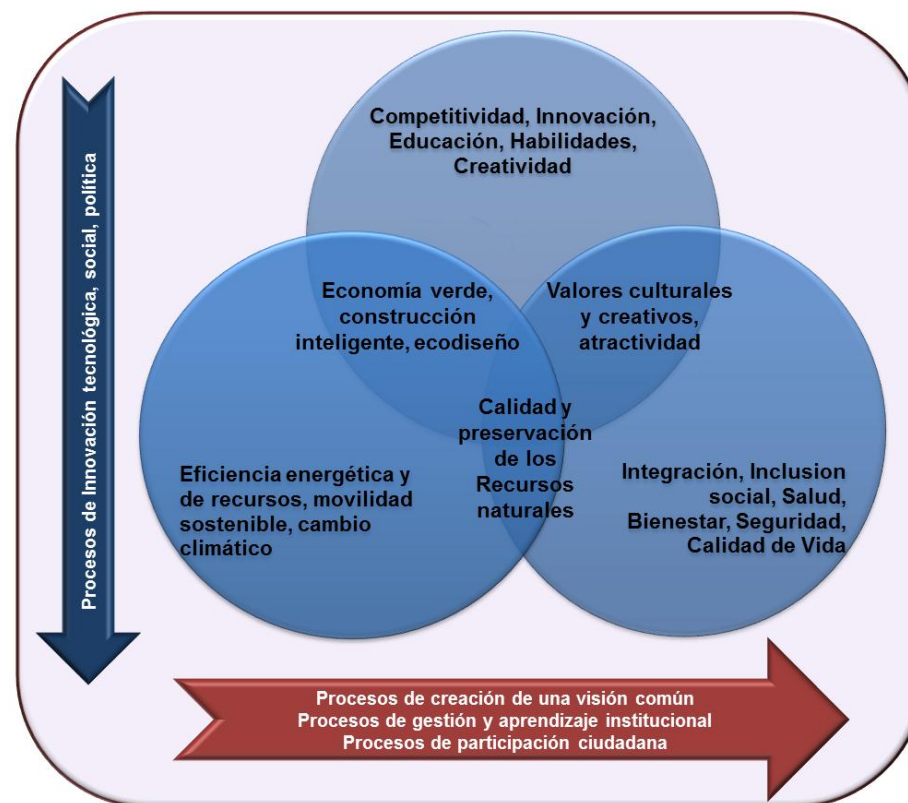 Procesos de Innovación tecnológica, social, política
Competitividad, Innovación,
Educación, Habilidades,
Creatividad
Economía verde,
construcción
inteligente, ecodiseño
Valores culturales
y creativos,
atractividad
Calidad y
preservación
de los
Recursos
naturales
Eficiencia energética y
de recursos, movilidad
sostenible, cambio
climático
Integración, Inclusion
social, Salud,
Bienestar, Seguridad,
Calidad de Vida
Procesos de creación de una visión común
Procesos de gestión y aprendizaje institucional
Procesos de participación ciudadana